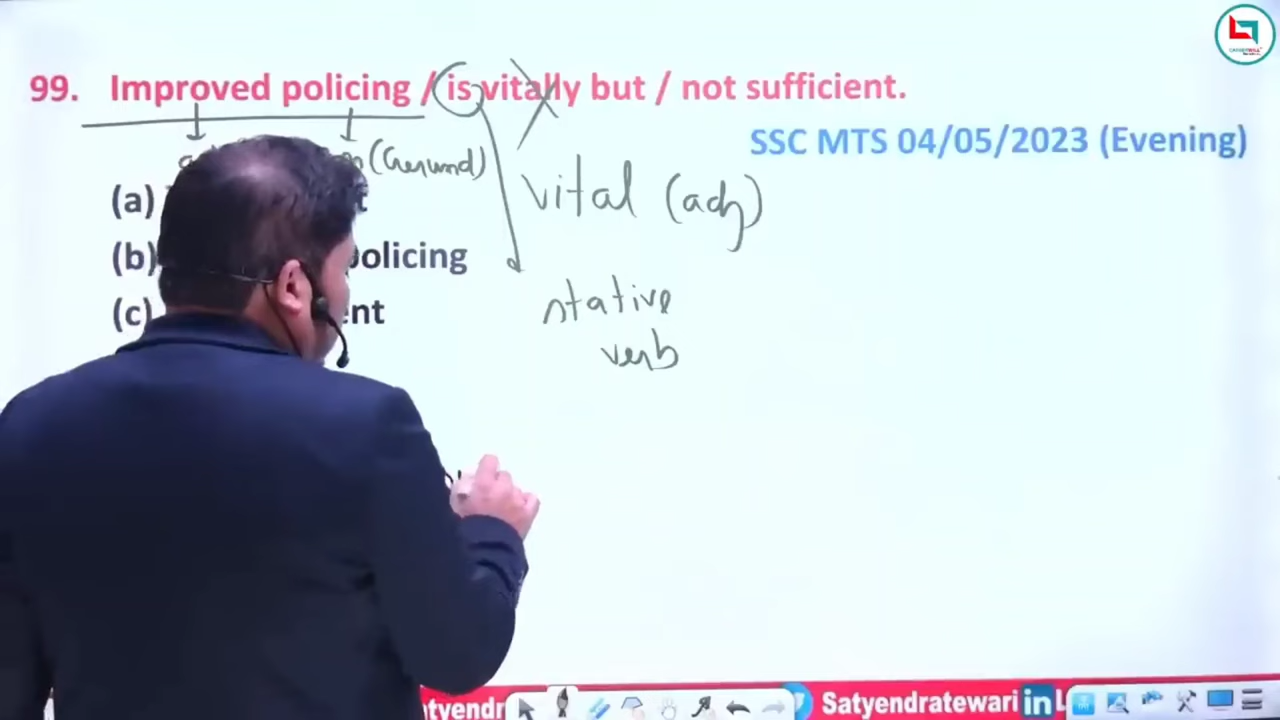 99. Improved policing / is vitally but / not sufficient.
SSC MTS 04/05/2023 (Evening)
(Gerund)
vital (adj)
(a)
(b) policing
(c)
stative
verb
Satyendratewari in